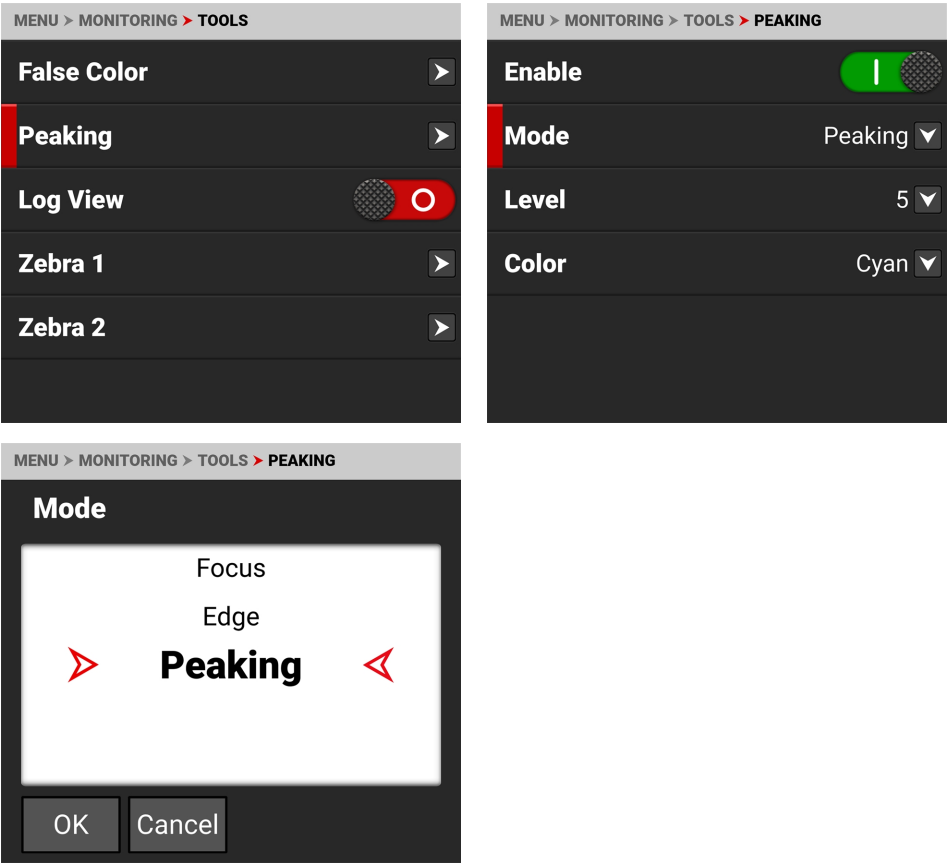 MENU > MONITORING > TOOLS
False Color
Peaking
Log View
Zebra 1
Zebra 2
MENU > MONITORING > TOOLS > PEAKING
Enable
Mode Peaking
Level 5
Color Cyan
MENU > MONITORING > TOOLS > PEAKING
Mode
Focus
Edge
Peaking
OK Cancel